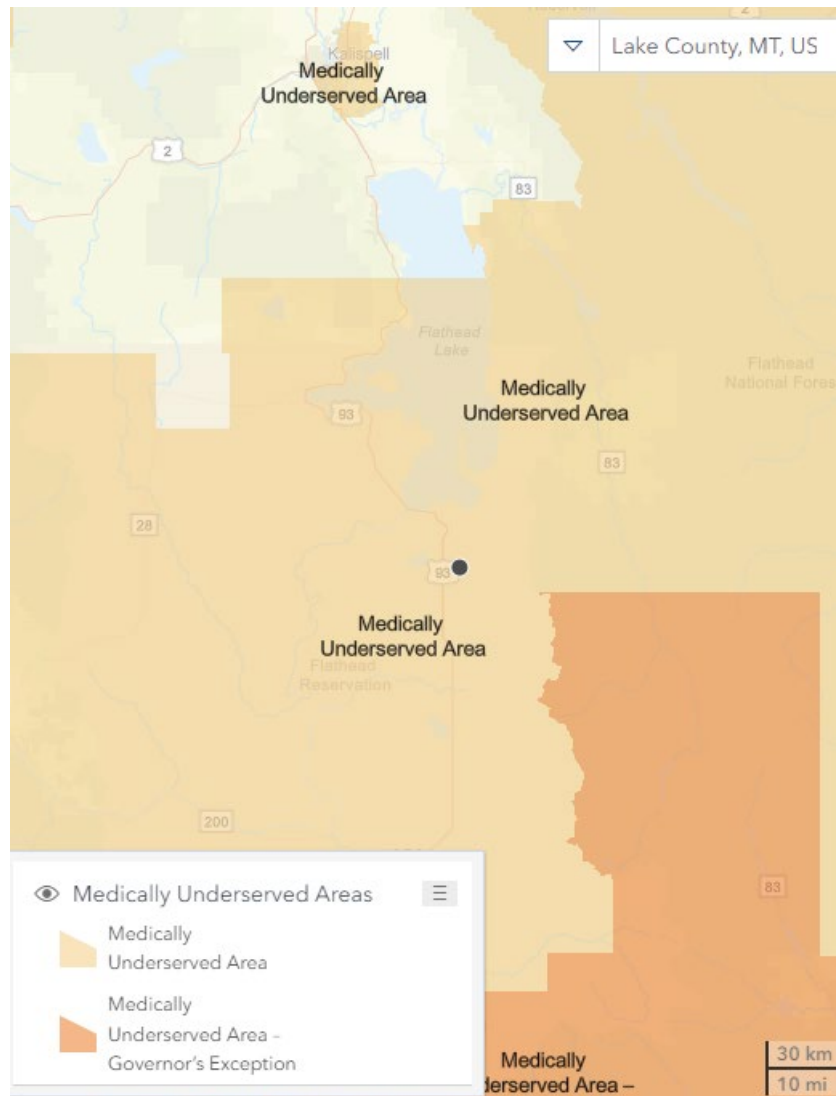 2
Lake County, MT, US
Kalispell
Medically
Underserved Area
2
83
Flathead
Lake
Flathead
National Fores
Medically
Underserved Area
93
83
28
93
Medically
Underserved Area
Flathead
Reservation
200
83
Medically Underserved Areas
Medically
Underserved Area
Medically
Underserved Area –
Governor's Exception
Medically
derserved Area –
30 km
10 mi